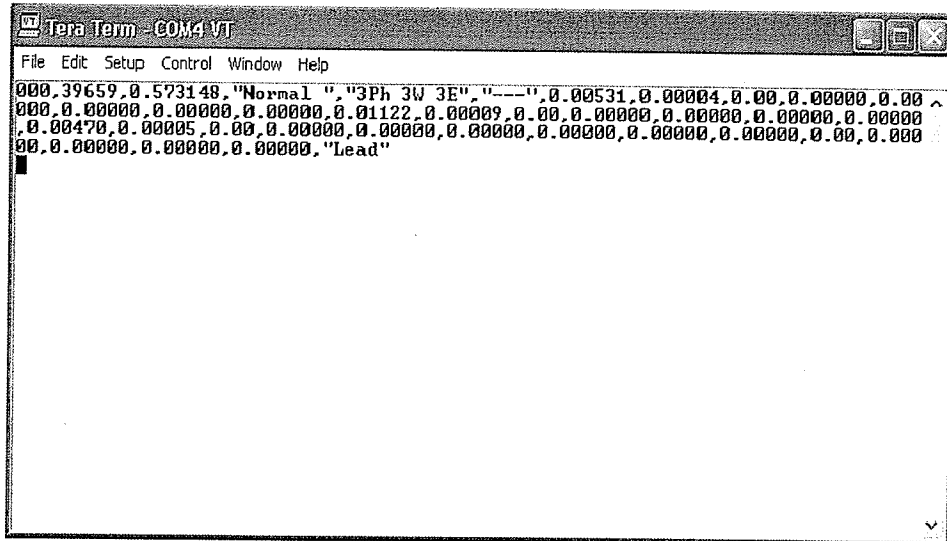 Tera Term - COM4 VT
File Edit Setup Control Window Help
000,39659,0.573148,"Normal ","3Ph 3W 3E","---",0.00531,0.00004,0.00,0.00000,0.00
000,0.00000,0.00000,0.00000,0.01122,0.00009,0.00,0.00000,0.00000,0.00000,0.00000
,0.00470,0.00005,0.00,0.00000,0.00000,0.00000,0.00000,0.00000,0.00000,0.00,0.000
00,0.00000,0.00000,0.00000,"Lead"